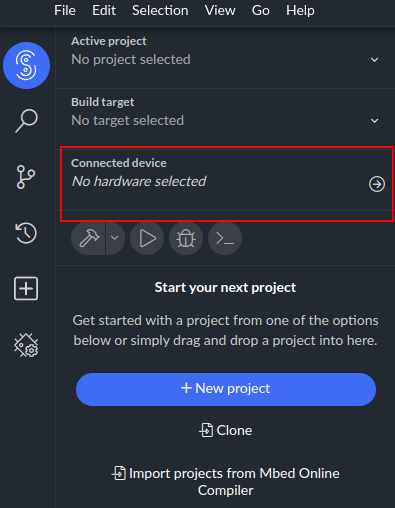 File Edit Selection View Go Help
Active project
No project selected
Build target
No target selected
Connected device
No hardware selected
Start your next project
Get started with a project from one of the options
below or simply drag and drop a project into here.
+ New project
Clone
Import projects from Mbed Online
Compiler